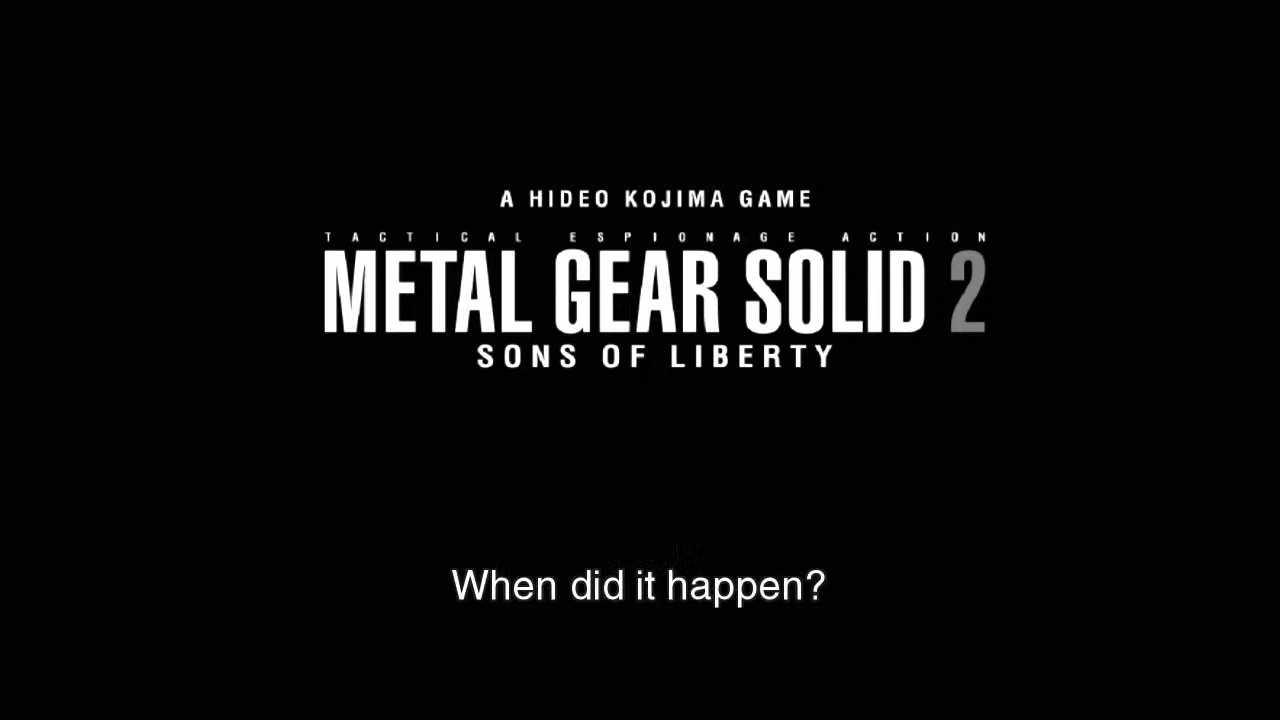 A HIDEO KOJIMA GAME
TACTICAL ESPIONAGE ACTION
METAL GEAR SOLID 2
SONS OF LIBERTY
When did it happen?